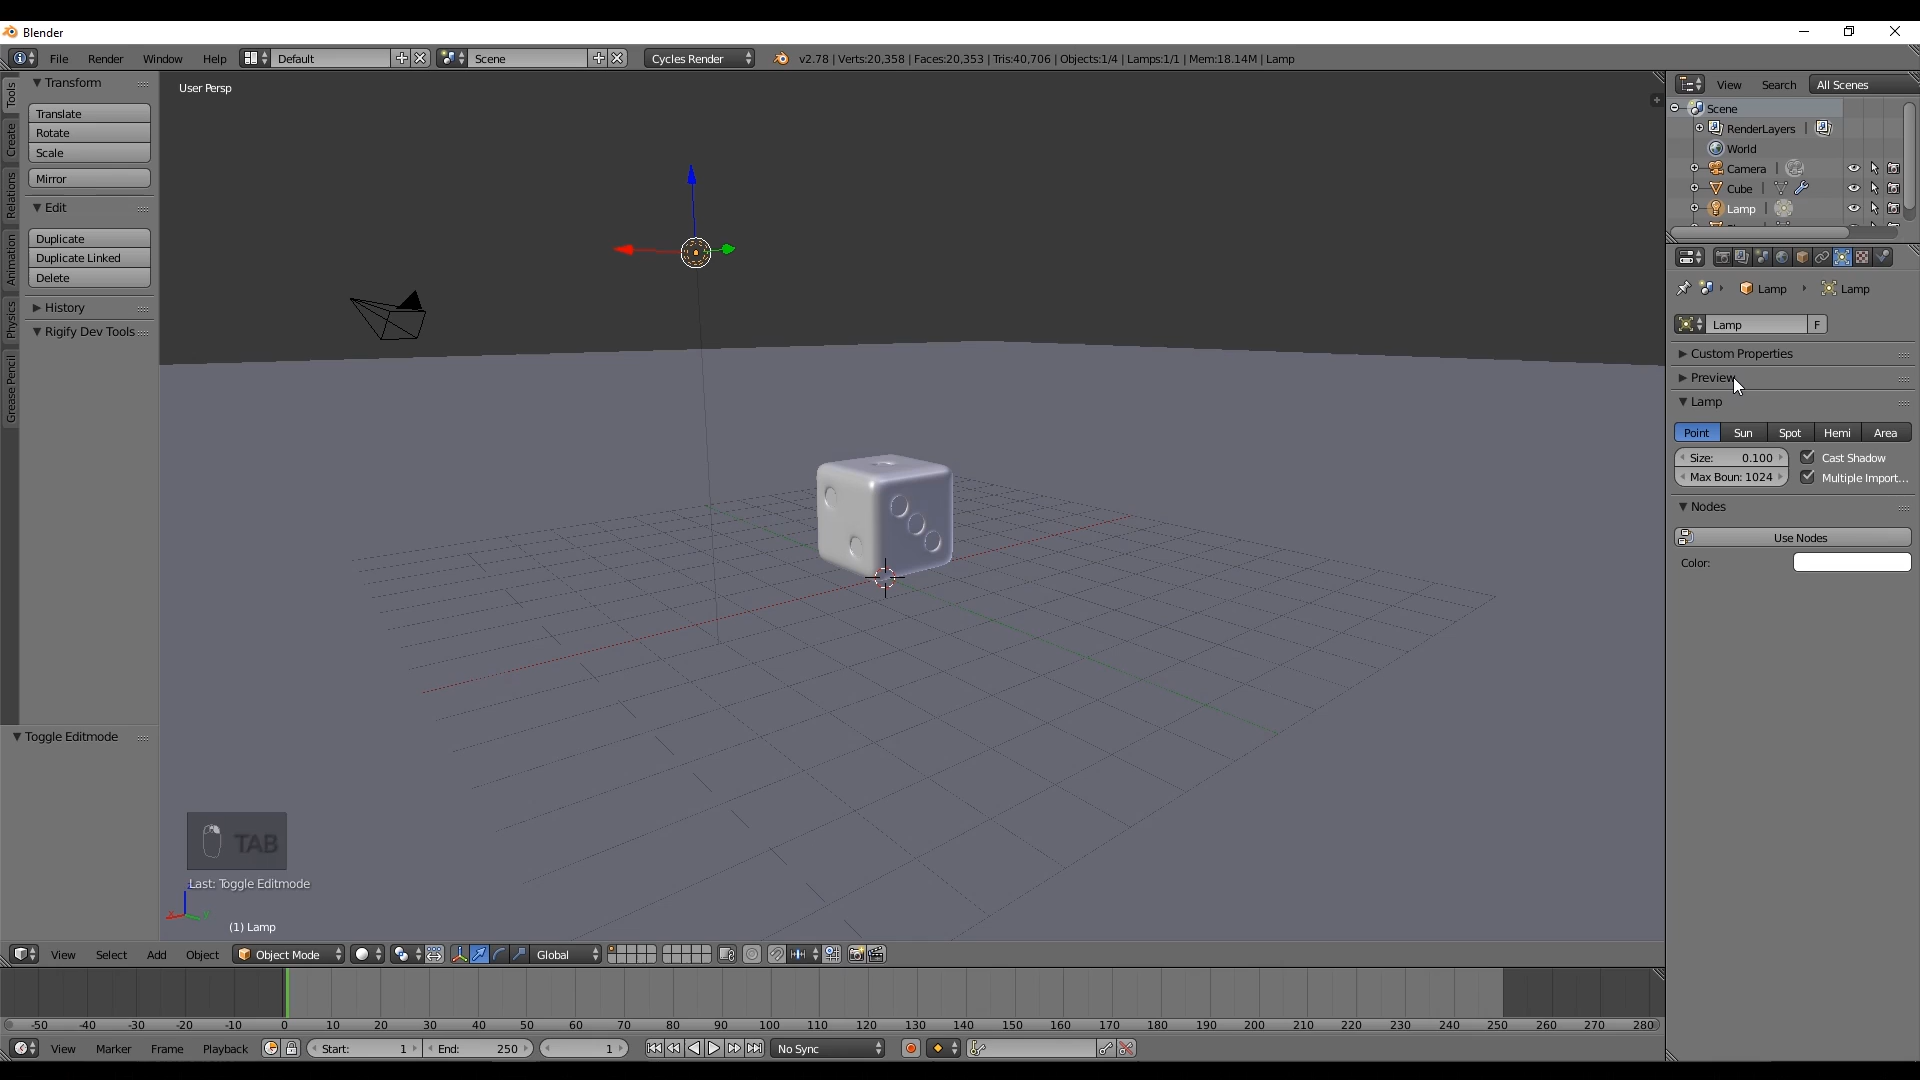 Blender
File Render Window Help Default Scene Cycles Render v2.78 | Verts:20,358 | Faces:20,353 | Tris:40,706 | Objects:1/4 | Lamps:1/1 | Mem:18.14M | Lamp
Tools
Create
Relations
Animation
Physics
Grease Pencil
Transform
Translate
Rotate
Scale
Mirror
Edit
Duplicate
Duplicate Linked
Delete
History
Rigify Dev Tools
Toggle Editmode
User Persp
TAB
Last: Toggle Editmode
(1) Lamp
View Search All Scenes
Scene
RenderLayers
World
Camera
Cube
Lamp
Lamp Lamp
Lamp F
Custom Properties
Preview
Lamp
Point Sun Spot Hemi Area
Size: 0.100 Cast Shadow
Max Boun: 1024 Multiple Import...
Nodes
Use Nodes
Color:
View Select Add Object Object Mode Global
-50 -40 -30 -20 -10 0 10 20 30 40 50 60 70 80 90 100 110 120 130 140 150 160 170 180 190 200 210 220 230 240 250 260 270 280
View Marker Frame Playback Start: 1 End: 250 1 No Sync